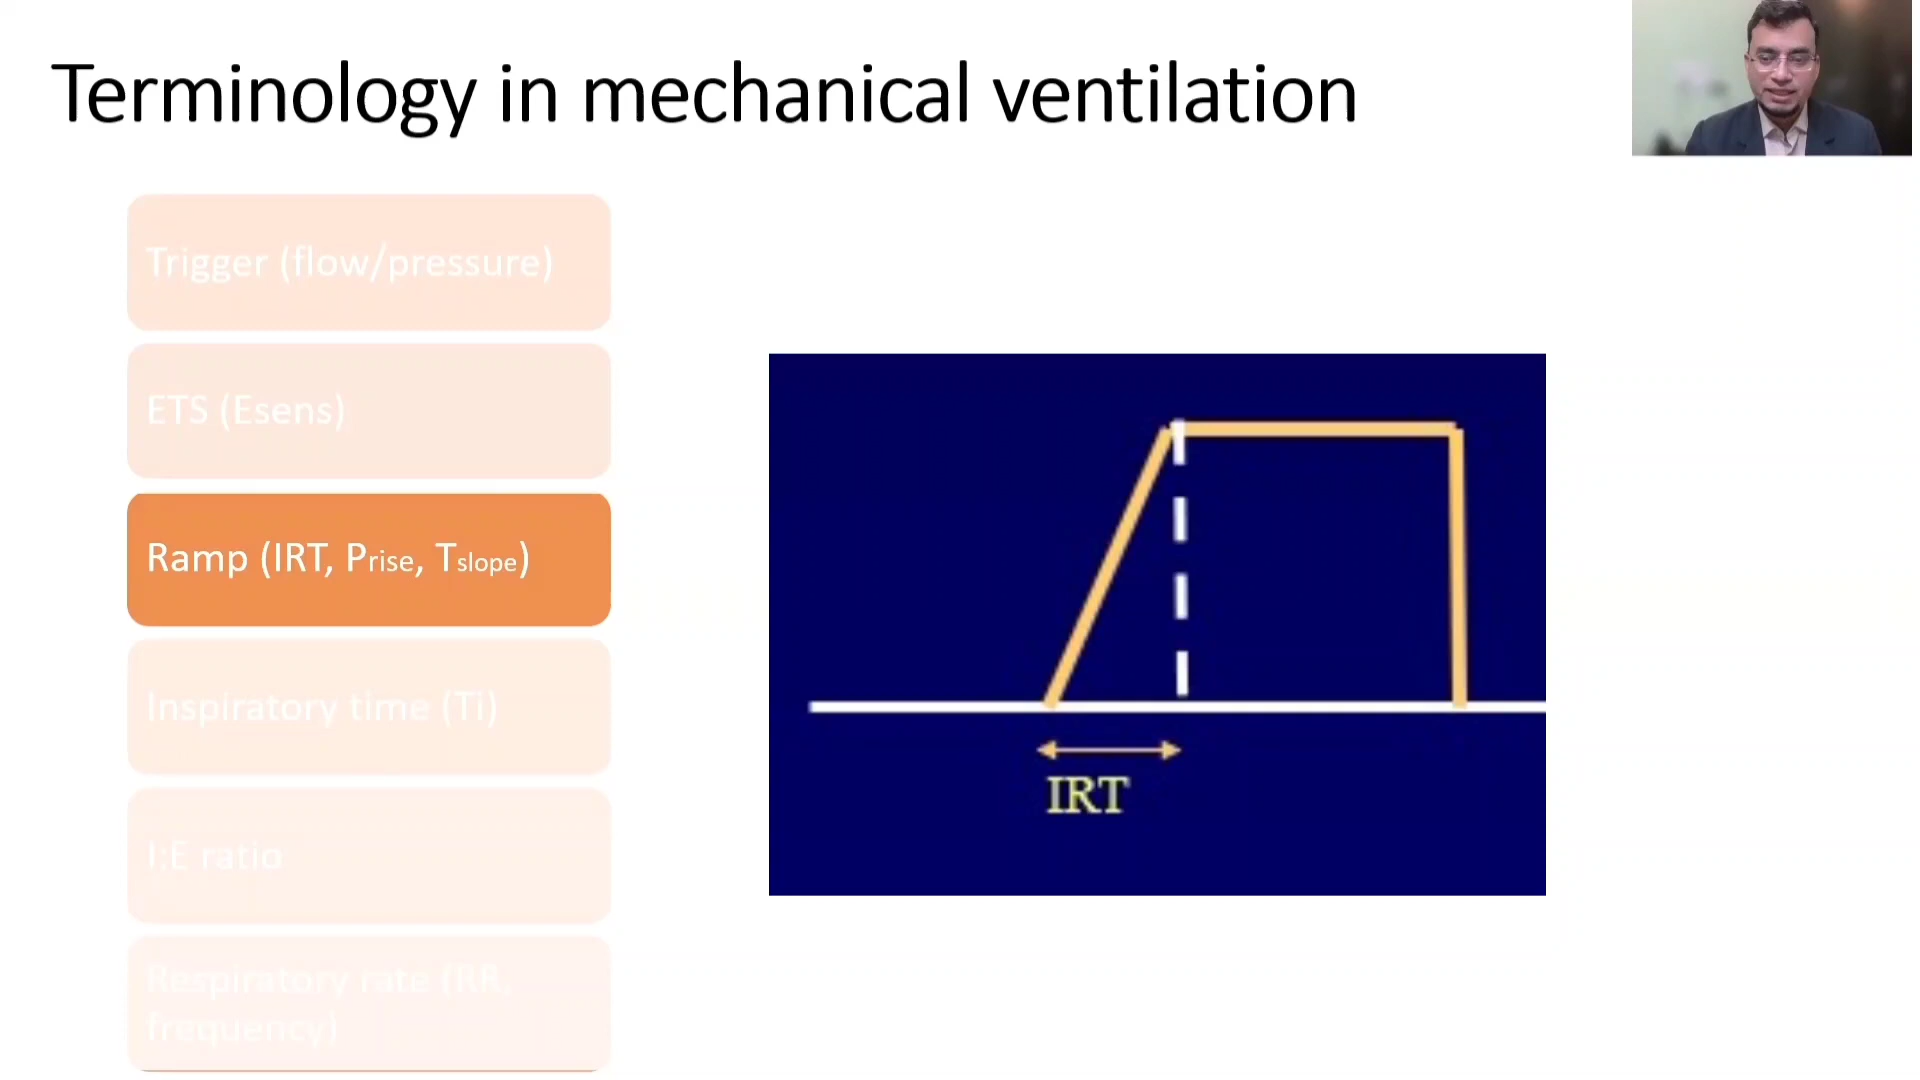 Terminology in mechanical ventilation
Trigger (flow/pressure)
ETS (Esens)
Ramp (IRT, Prise, Tslope)
Inspiratory time (Ti)
I:E ratio
Respiratory rate (RR,
frequency)
IRT